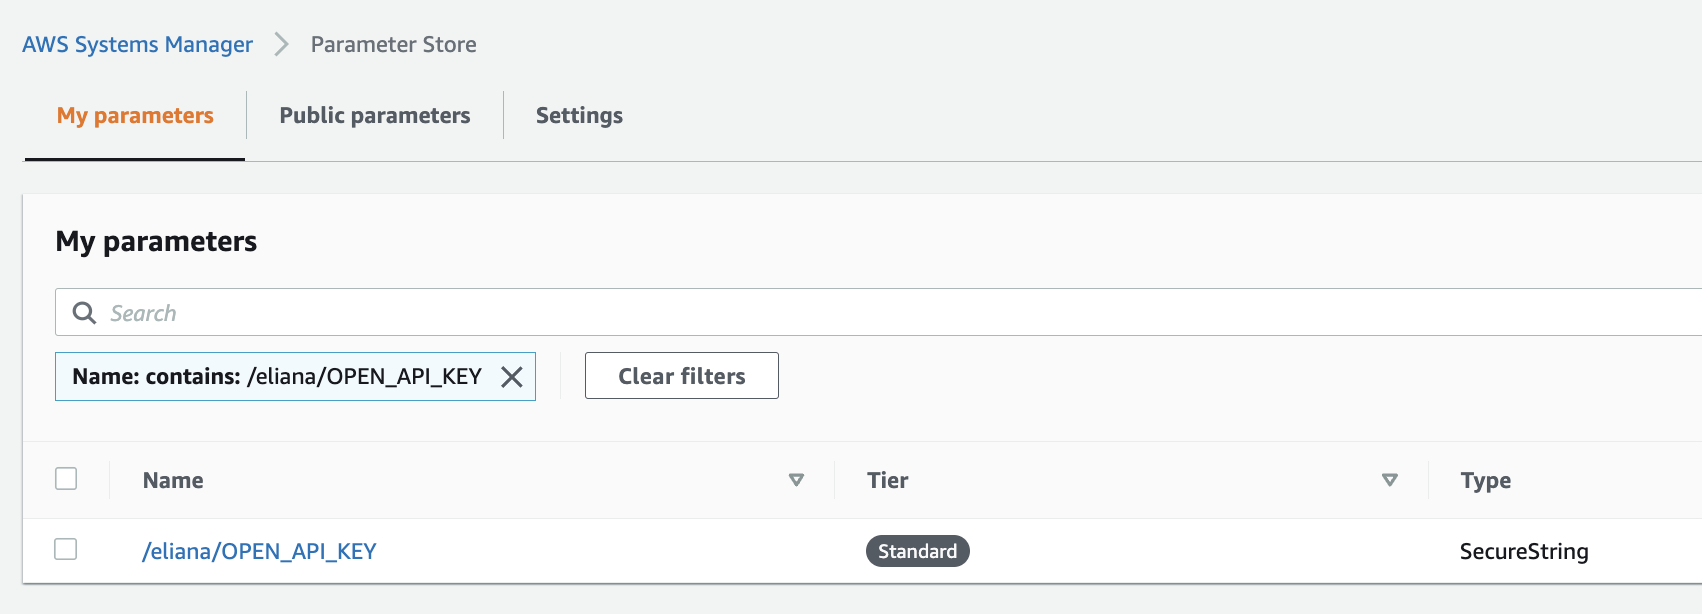 AWS Systems Manager Parameter Store
My parameters Public parameters Settings
My parameters
Search
Name: contains: /eliana/OPEN_API_KEY Clear filters
Name Tier Type
/eliana/OPEN_API_KEY Standard SecureString